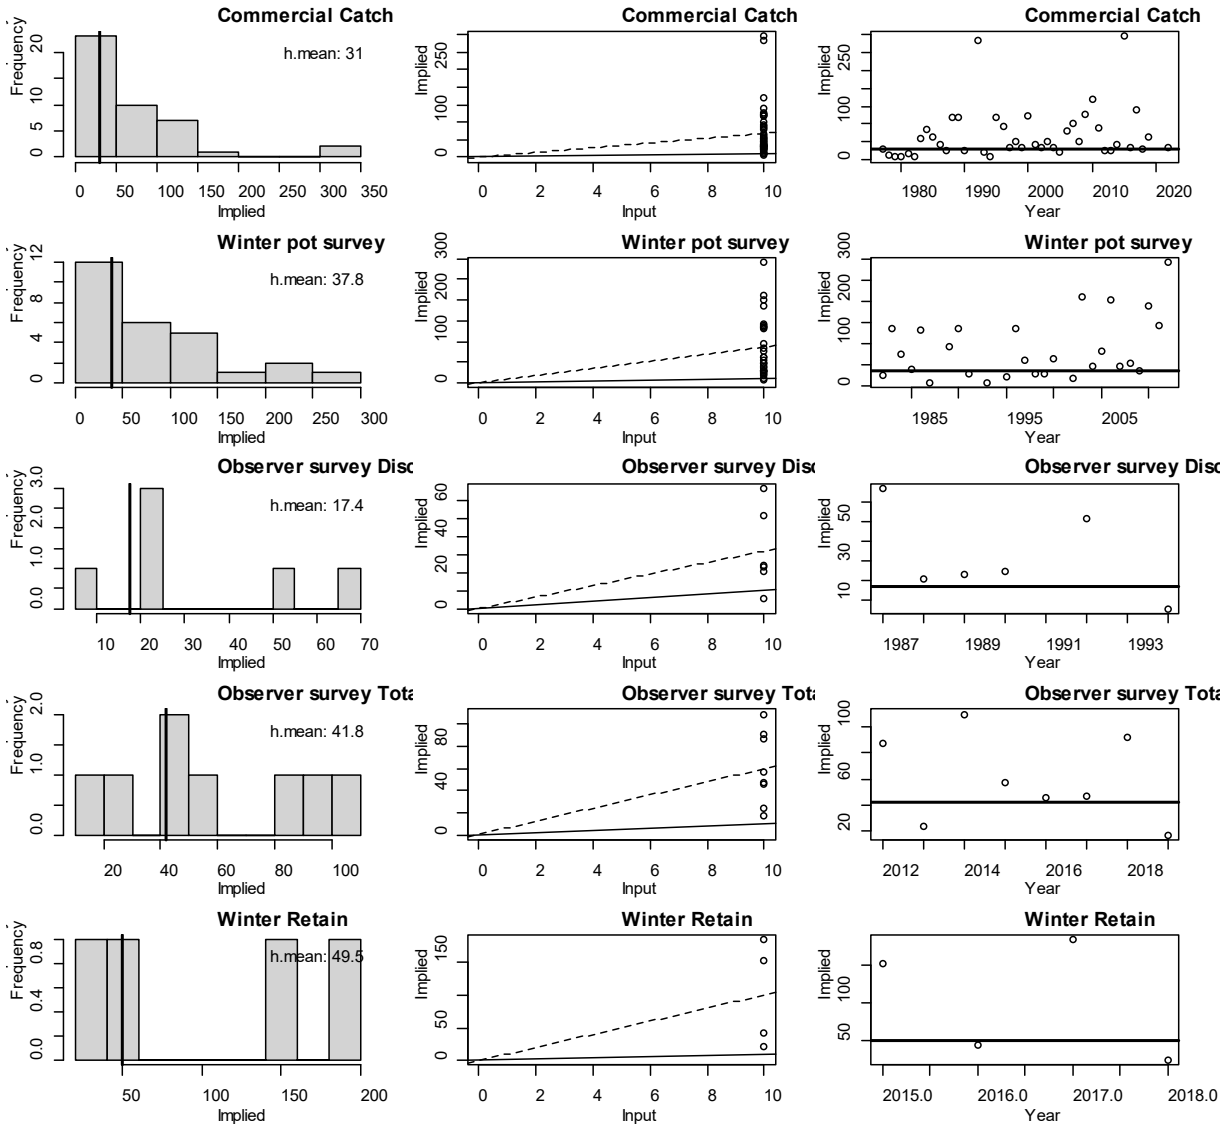 Commercial Catch Commercial Catch Commercial Catch
h.mean: 31
Frequency 0 5 10 20
0 50 100 150 200 250 300 350
Implied
Implied 0 100 250
0 2 4 6 8 10
Input
Implied 0 100 250
1980 1990 2000 2010 2020
Year
Winter pot survey Winter pot survey Winter pot survey
h.mean: 37.8
Frequency 0 4 8 12
0 50 100 150 200 250 300
Implied
Implied 0 100 200 300
0 2 4 6 8 10
Input
Implied 0 100 200 300
1985 1995 2005
Year
Observer survey Disc Observer survey Disc Observer survey Disc
h.mean: 17.4
Frequency 0.0 1.0 2.0 3.0
10 20 30 40 50 60 70
Implied
Implied 0 20 40 60
0 2 4 6 8 10
Input
Implied 10 30 50
1987 1989 1991 1993
Year
Observer survey Tota Observer survey Tota Observer survey Tota
h.mean: 41.8
Frequency 0.0 1.0 2.0
20 40 60 80 100
Implied
Implied 0 40 80
0 2 4 6 8 10
Input
Implied 20 60 100
2012 2014 2016 2018
Year
Winter Retain Winter Retain Winter Retain
h.mean: 49.5
Frequency 0.0 0.4 0.8
50 100 150 200
Implied
Implied 0 50 150
0 2 4 6 8 10
Input
Implied 50 100
2015.0 2016.0 2017.0 2018.0
Year